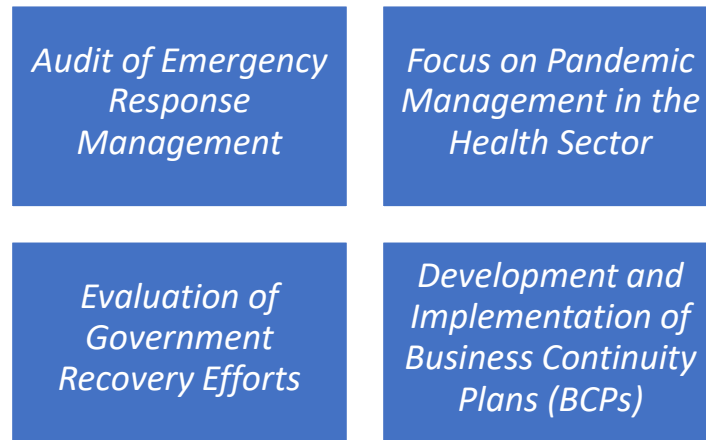 Audit of Emergency
Response
Management
Focus on Pandemic
Management in the
Health Sector
Evaluation of
Government
Recovery Efforts
Development and
Implementation of
Business Continuity
Plans (BCPs)